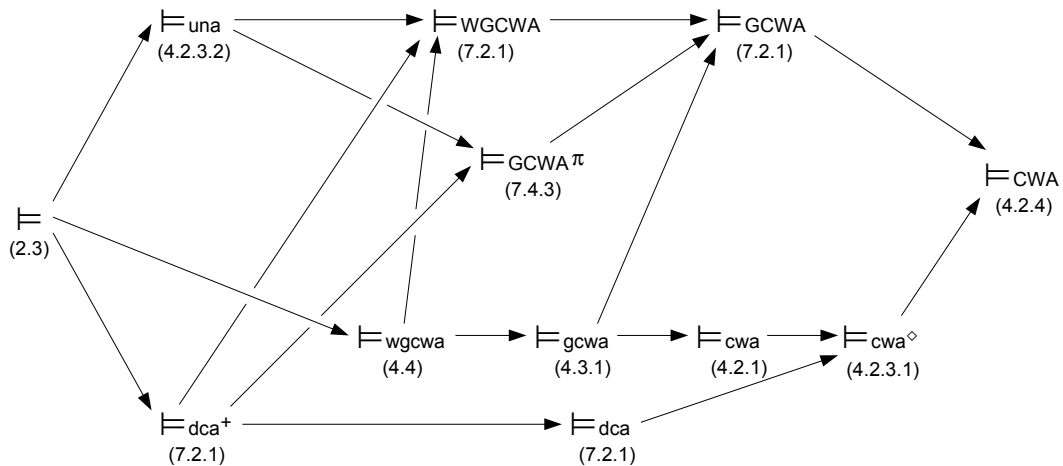 ⊨una
(4.2.3.2)
⊨WGCWA
(7.2.1)
⊨GCWA
(7.2.1)
⊨GCWAπ
(7.4.3)
⊨CWA
(4.2.4)
⊨
(2.3)
⊨wgcwa
(4.4)
⊨gcwa
(4.3.1)
⊨cwa
(4.2.1)
⊨cwa◇
(4.2.3.1)
⊨dca+
(7.2.1)
⊨dca
(7.2.1)